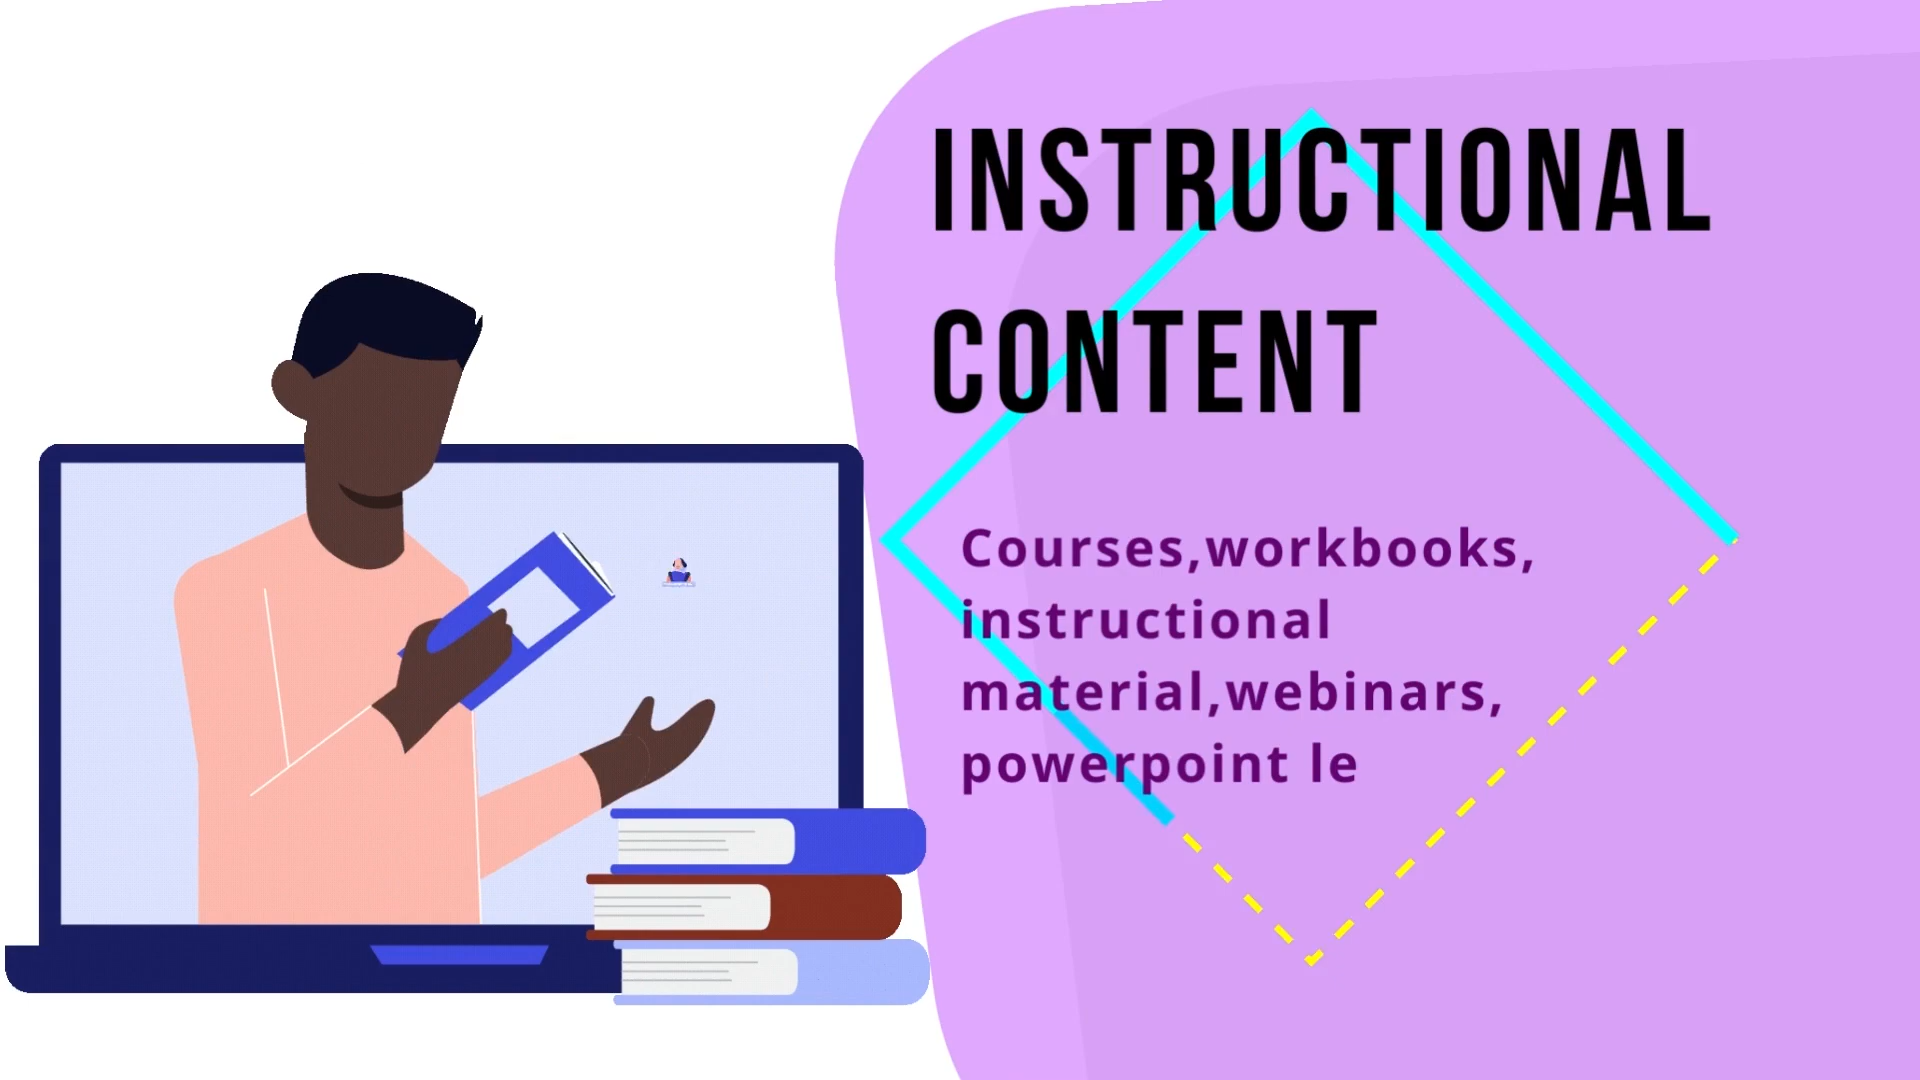 INSTRUCTIONAL
CONTENT
Courses,workbooks,
instructional
material,webinars,
powerpoint le